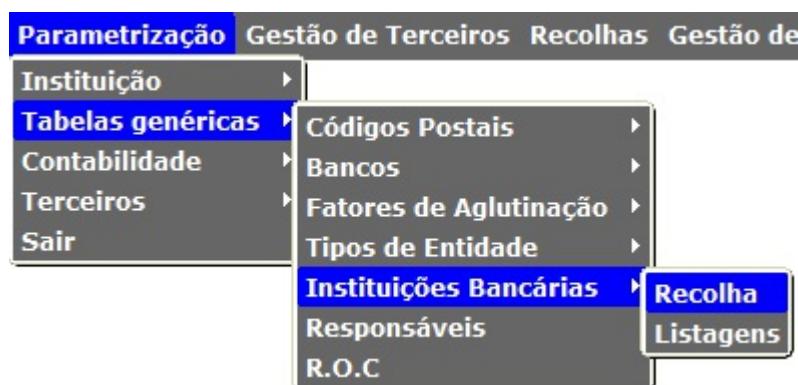 Parametrização Gestão de Terceiros Recolhas Gestão de
Instituição
Tabelas genéricas
Contabilidade
Terceiros
Sair
Códigos Postais
Bancos
Fatores de Aglutinação
Tipos de Entidade
Instituições Bancárias
Responsáveis
R.O.C
Recolha
Listagens